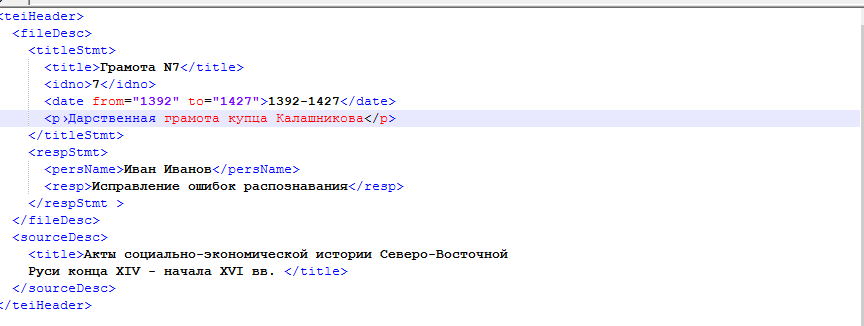 <teiHeader>
<fileDesc>
<titleStmt>
<title>Грамота N7</title>
<idno>7</idno>
<date from="1392" to="1427">1392-1427</date>
<p>Дарственная грамота купца Калашникова</p>
</titleStmt>
<respStmt>
<persName>Иван Иванов</persName>
<resp>Исправление ошибок распознавания</resp>
</respStmt >
</fileDesc>
<sourceDesc>
<title>Акты социально-экономической истории Северо-Восточной
Руси конца XIV - начала XVI вв. </title>
</sourceDesc>
</teiHeader>